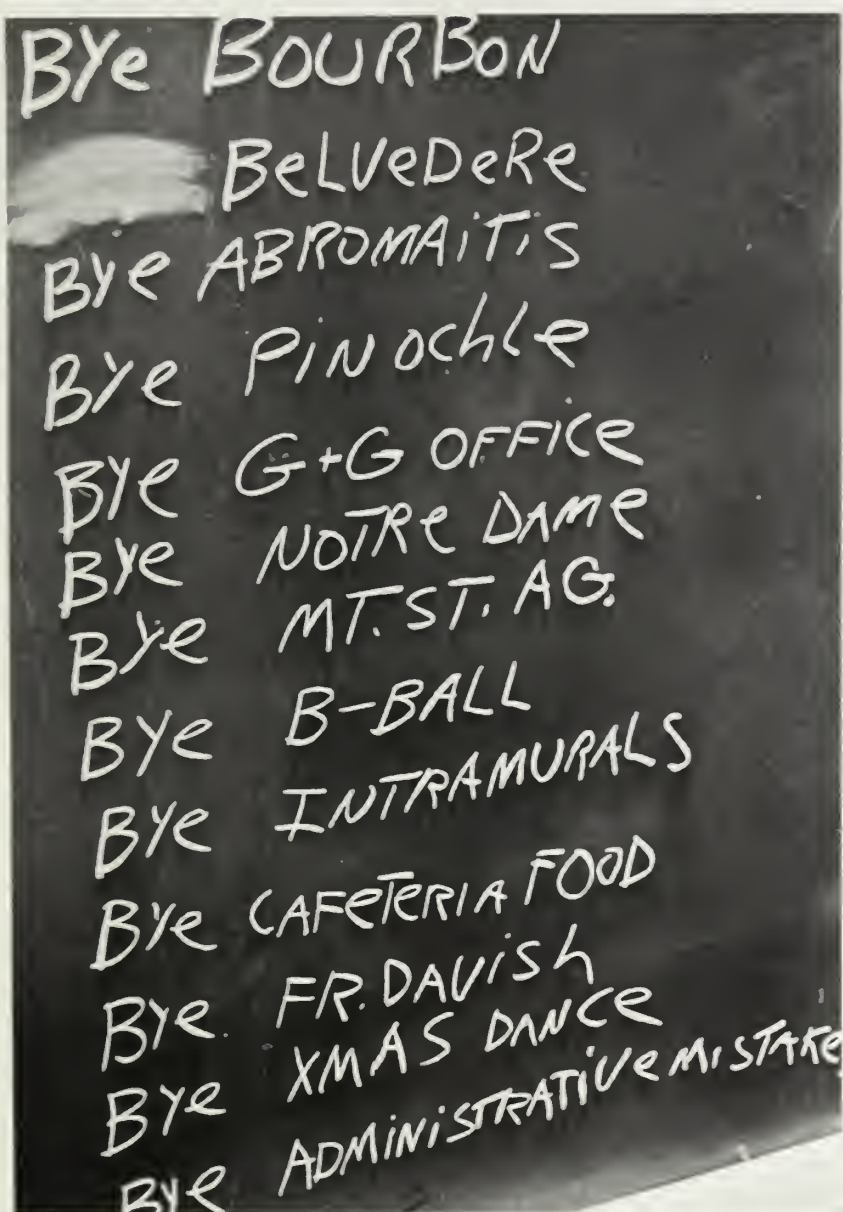 BYe BOURBON
BeLVeDeRe
BYe ABROMAiTiS
BYe PiNochle
BYe G+G OFFICe
BYe NOTRe DAMe
BYe MT. ST. AG.
BYe B-BALL
BYe INTRAMURALS
BYe CAFeTeRIA FOOD
BYe FR. DAViSh
BYe XMAS DANCe
BYe ADMiNiSTRATiVe MiSTAKe